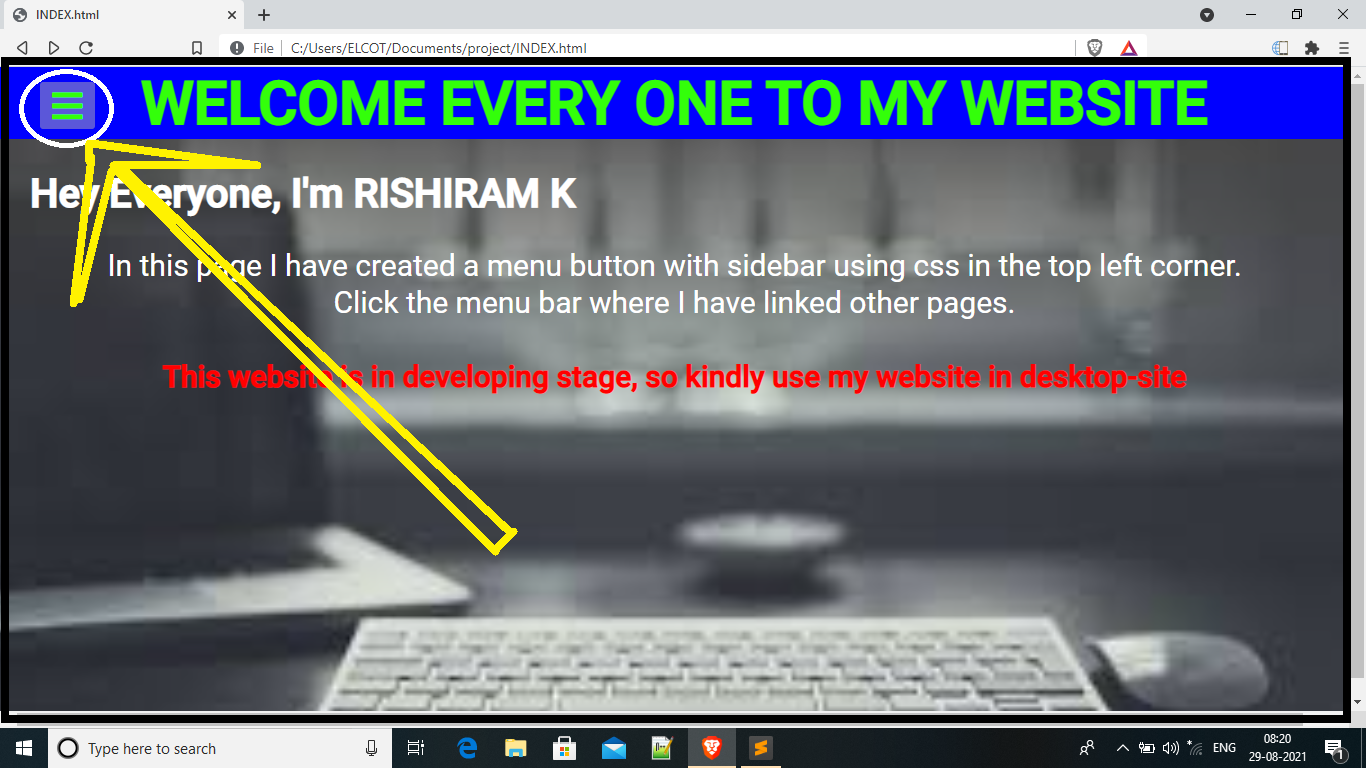 INDEX.html
File
C:/Users/ELCOT/Documents/project/INDEX.html
WELCOME EVERY ONE TO MY WEBSITE
Hey Everyone, I'm RISHIRAM K
In this page I have created a menu button with sidebar using css in the top left corner.
Click the menu bar where I have linked other pages.
This website is in developing stage, so kindly use my website in desktop-site
Type here to search
ENG
08:20
29-08-2021
1